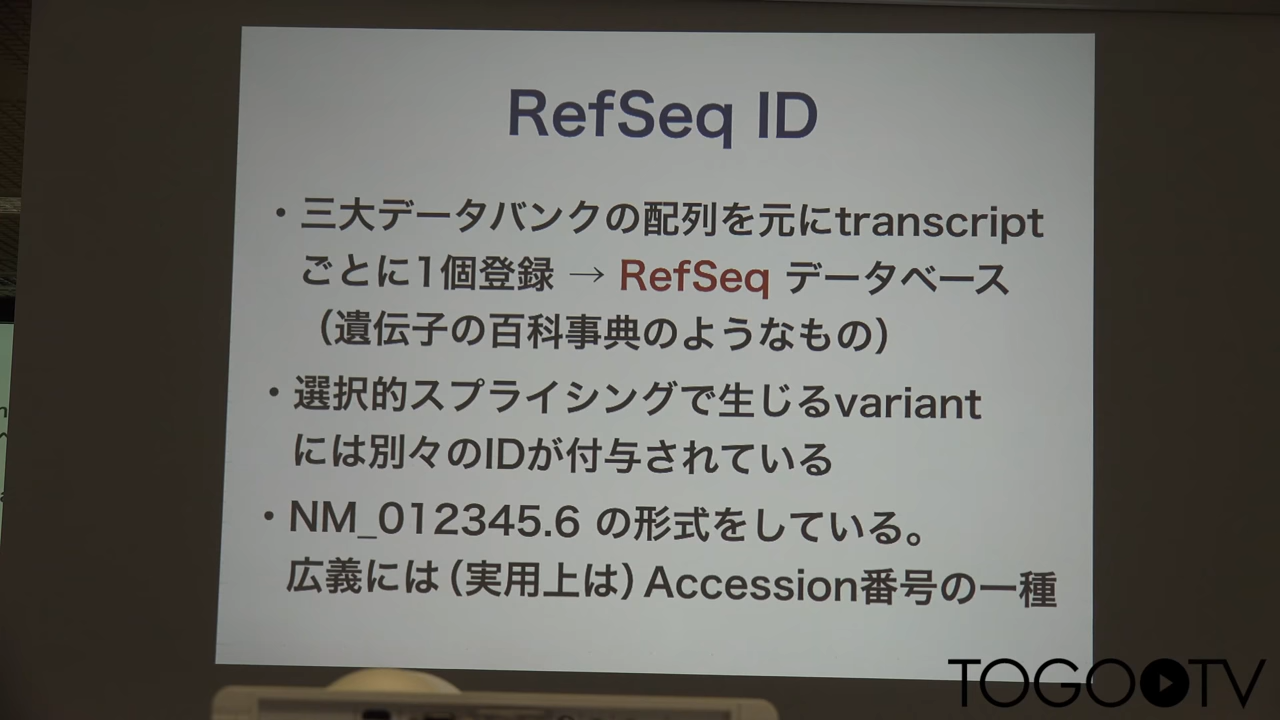 RefSeq ID
・三大データバンクの配列を元にtranscript
ごとに1個登録 → RefSeq データベース
（遺伝子の百科事典のようなもの）
・選択的スプライシングで生じるvariant
には別々のIDが付与されている
・NM_012345.6 の形式をしている。
広義には（実用上は）Accession番号の一種
TOGOTV